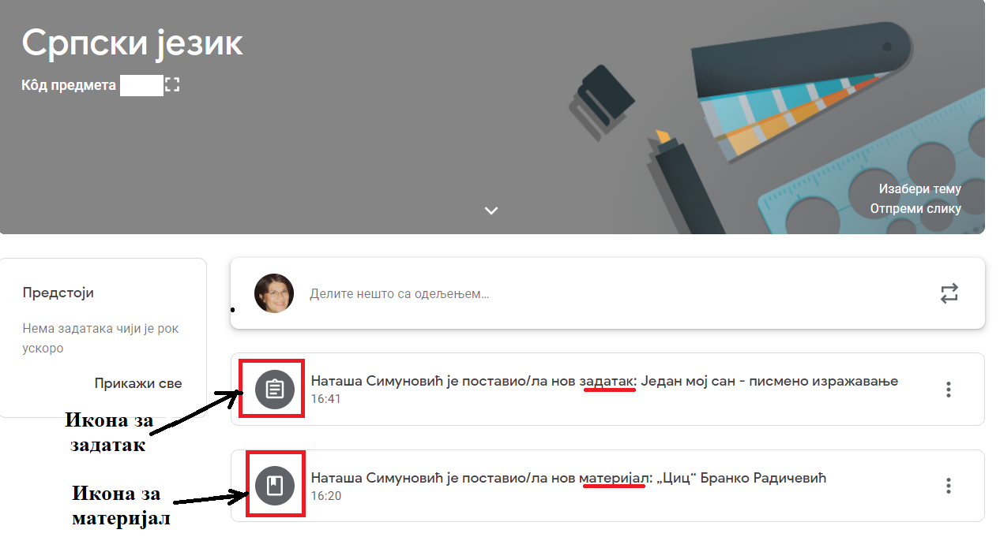 Српски језик
Кôд предмета
Изабери тему
Отпреми слику
Предстоји
Нема задатака чији је рок
ускоро
Прикажи све
Делите нешто са одељењем...
Наташа Симуновић је поставио/ла нов задатак: Један мој сан - писмено изражавање
16:41
Икона за
задатак
Наташа Симуновић је поставио/ла нов материјал: „Циц“ Бранко Радичевић
16:20
Икона за
материјал